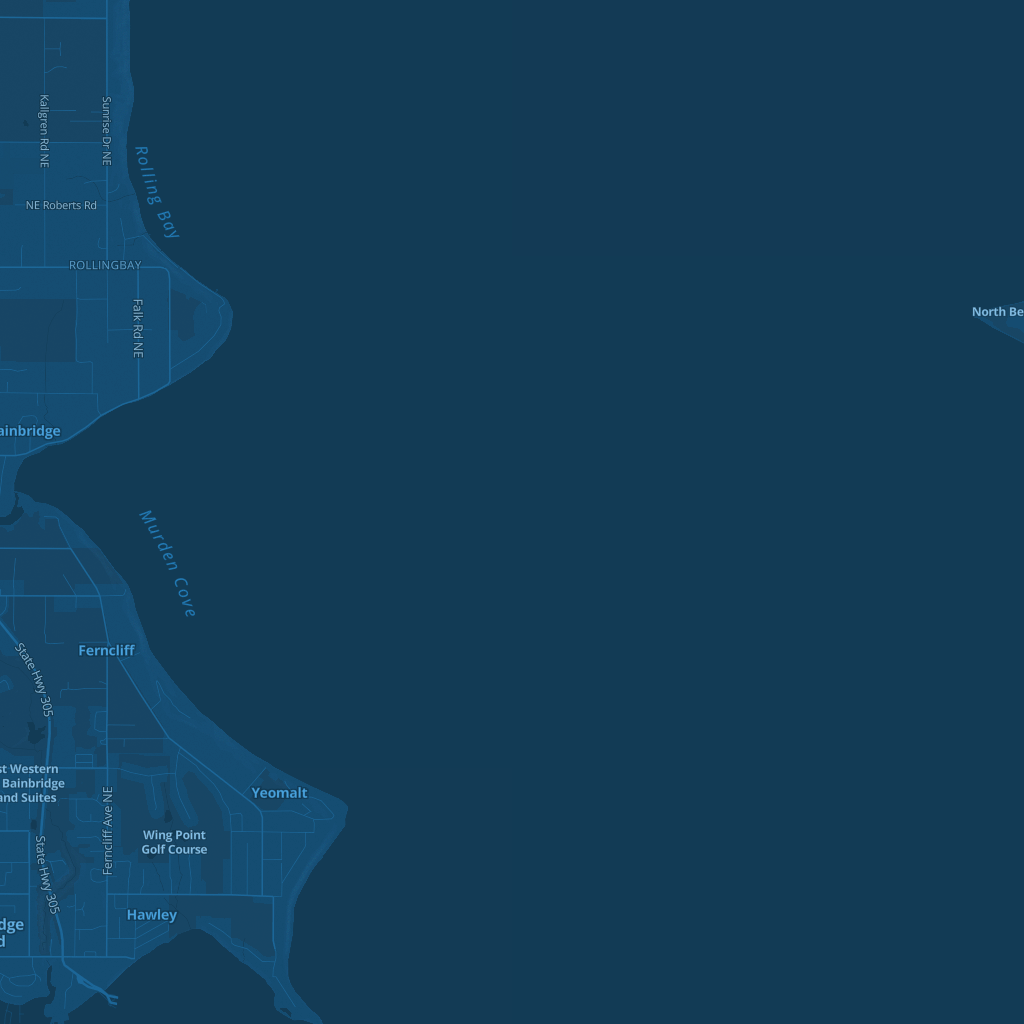 Kallgren Rd NE
Sunrise Dr NE
Rolling Bay
NE Roberts Rd
ROLLINGBAY
Falk Rd NE
North Be
ainbridge
Murden Cove
Ferncliff
State Hwy 305
st Western
Bainbridge
and Suites
Yeomalt
Ferncliff Ave NE
Wing Point
Golf Course
State Hwy 305
Hawley
dge
d